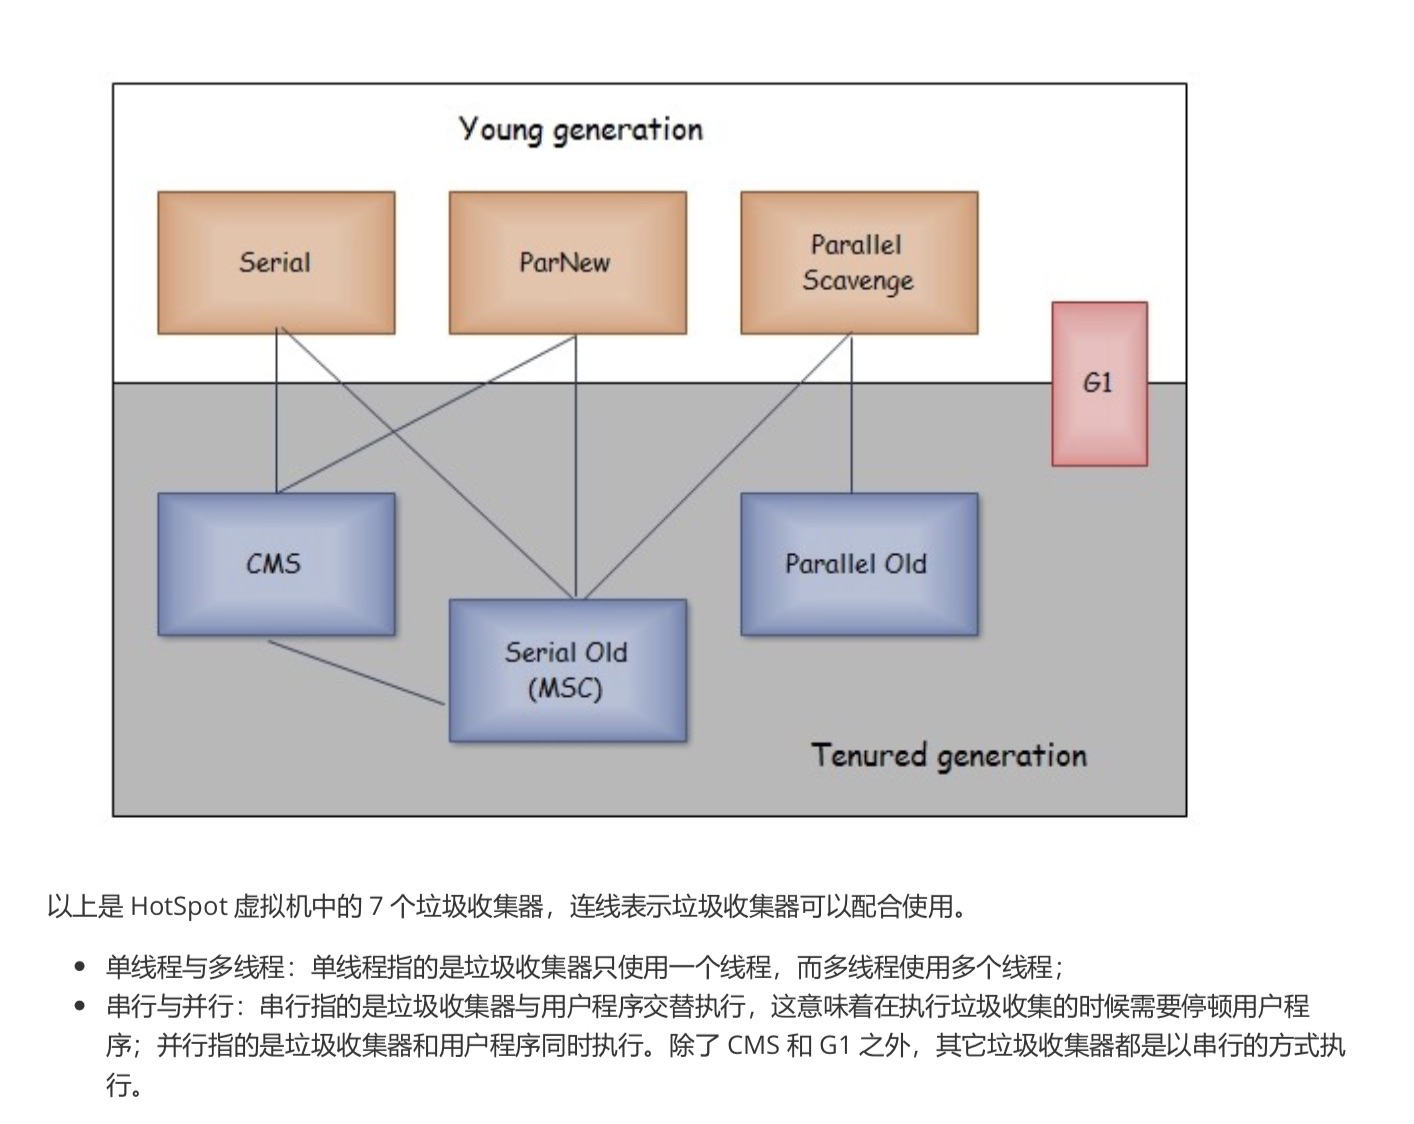 Young generation
Serial
ParNew
Parallel
Scavenge
G1
CMS
Parallel Old
Serial Old
(MSC)
Tenured generation
以上是 HotSpot 虚拟机中的 7 个垃圾收集器，连线表示垃圾收集器可以配合使用。
• 单线程与多线程：单线程指的是垃圾收集器只使用一个线程，而多线程使用多个线程；
• 串行与并行：串行指的是垃圾收集器与用户程序交替执行，这意味着在执行垃圾收集的时候需要停顿用户程
序；并行指的是垃圾收集器和用户程序同时执行。除了 CMS 和 G1 之外，其它垃圾收集器都是以串行的方式执
行。